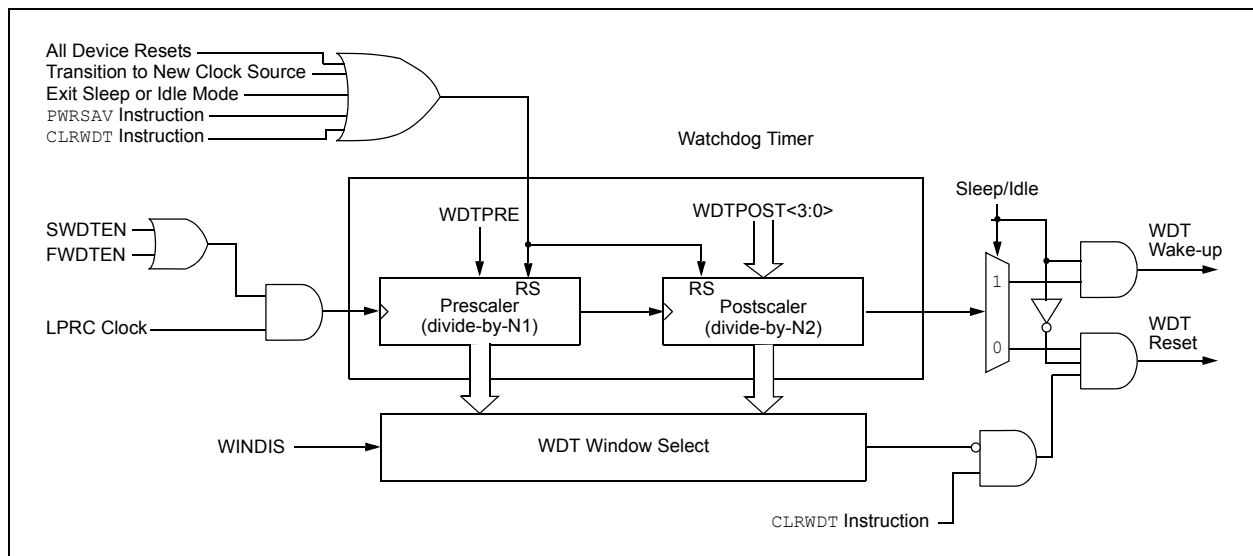 All Device Resets
Transition to New Clock Source
Exit Sleep or Idle Mode
PWRSAV Instruction
CLRWDT Instruction
Watchdog Timer
Sleep/Idle
WDTPRE
WDTPOST<3:0>
SWDTEN
FWDTEN
WDT
Wake-up
RS
RS
Prescaler
(divide-by-N1)
Postscaler
(divide-by-N2)
1
0
LPRC Clock
WDT
Reset
WINDIS
WDT Window Select
CLRWDT Instruction